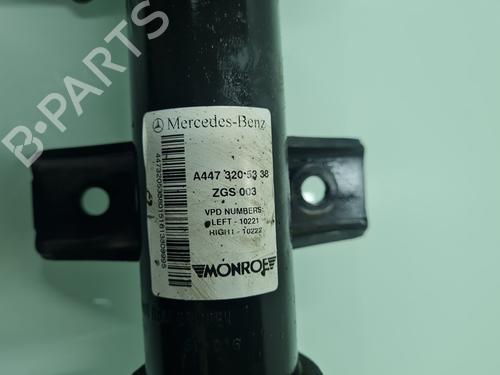 B-PARTS
Mercedes-Benz
A447 320 53 38
ZGS 003
VPD NUMBERS
LEFT - 10221
RIGHT - 10222
MONROE